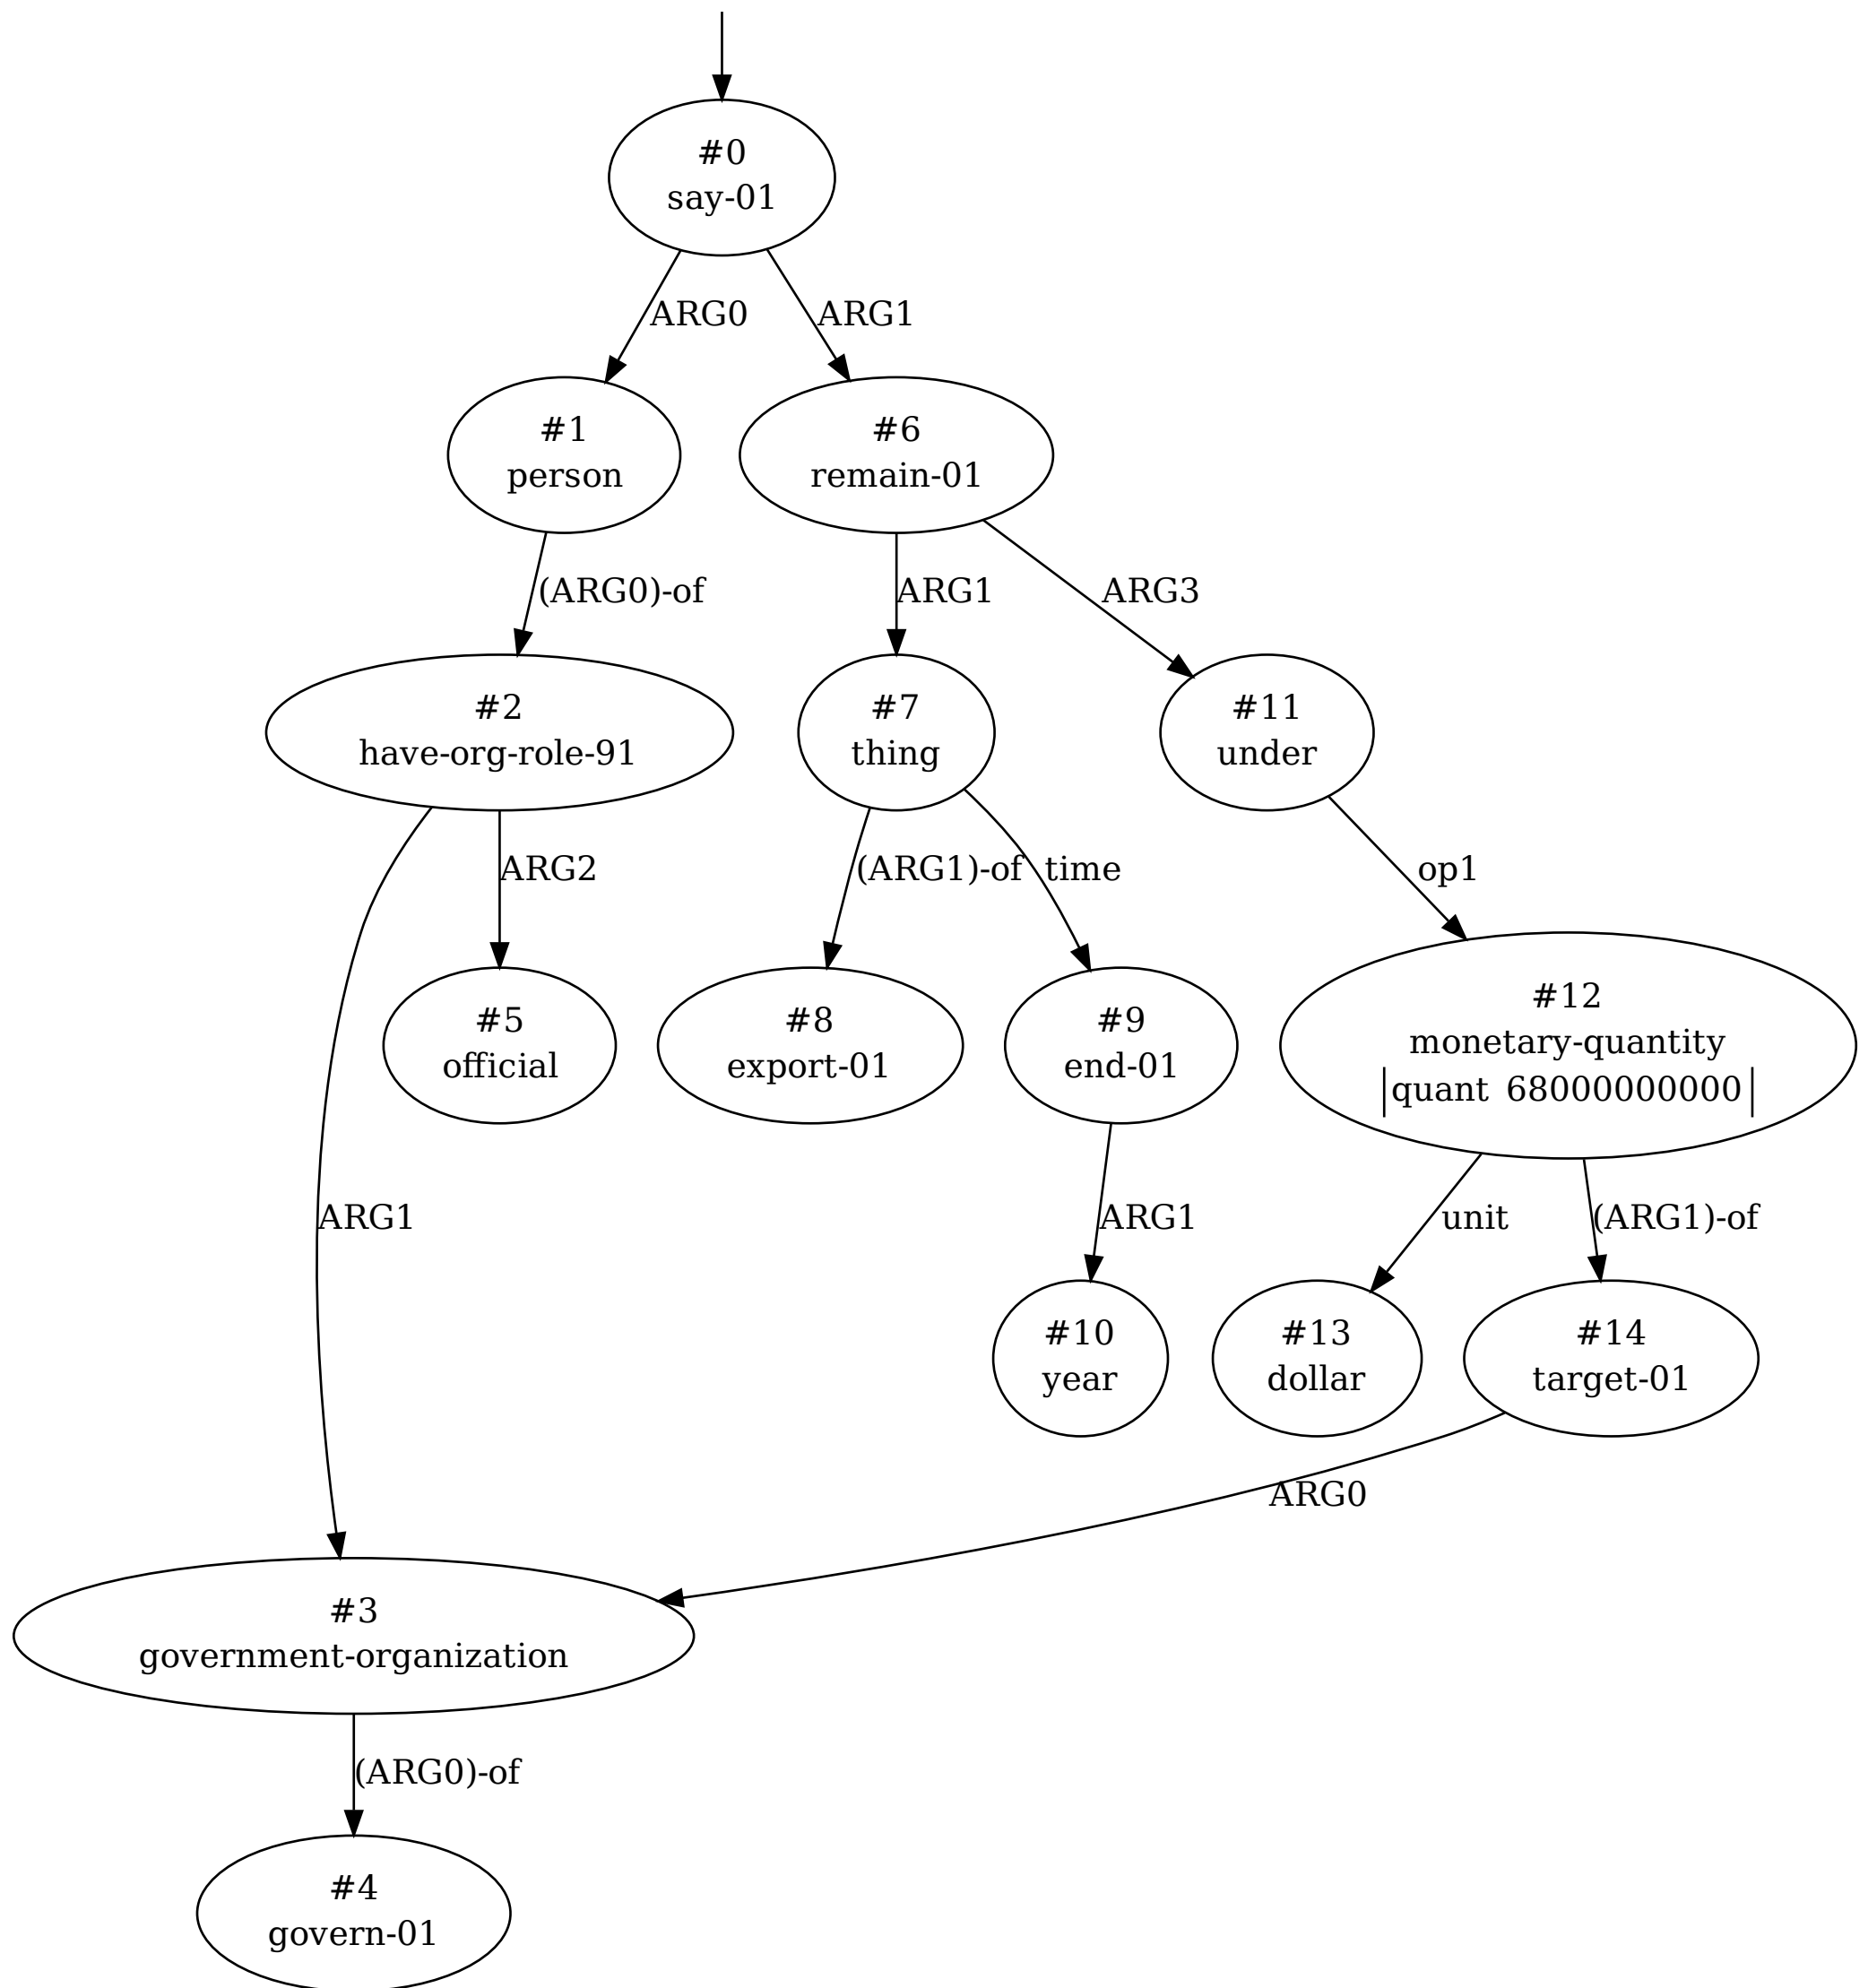 #0
say-01
ARG0
ARG1
#1
person
#6
remain-01
(ARG0)-of
ARG1
ARG3
#2
have-org-role-91
#7
thing
#11
under
ARG2
(ARG1)-of
time
op1
#5
official
#8
export-01
#9
end-01
#12
monetary-quantity
|quant 68000000000|
ARG1
ARG1
unit
(ARG1)-of
#10
year
#13
dollar
#14
target-01
ARG0
#3
government-organization
(ARG0)-of
#4
govern-01